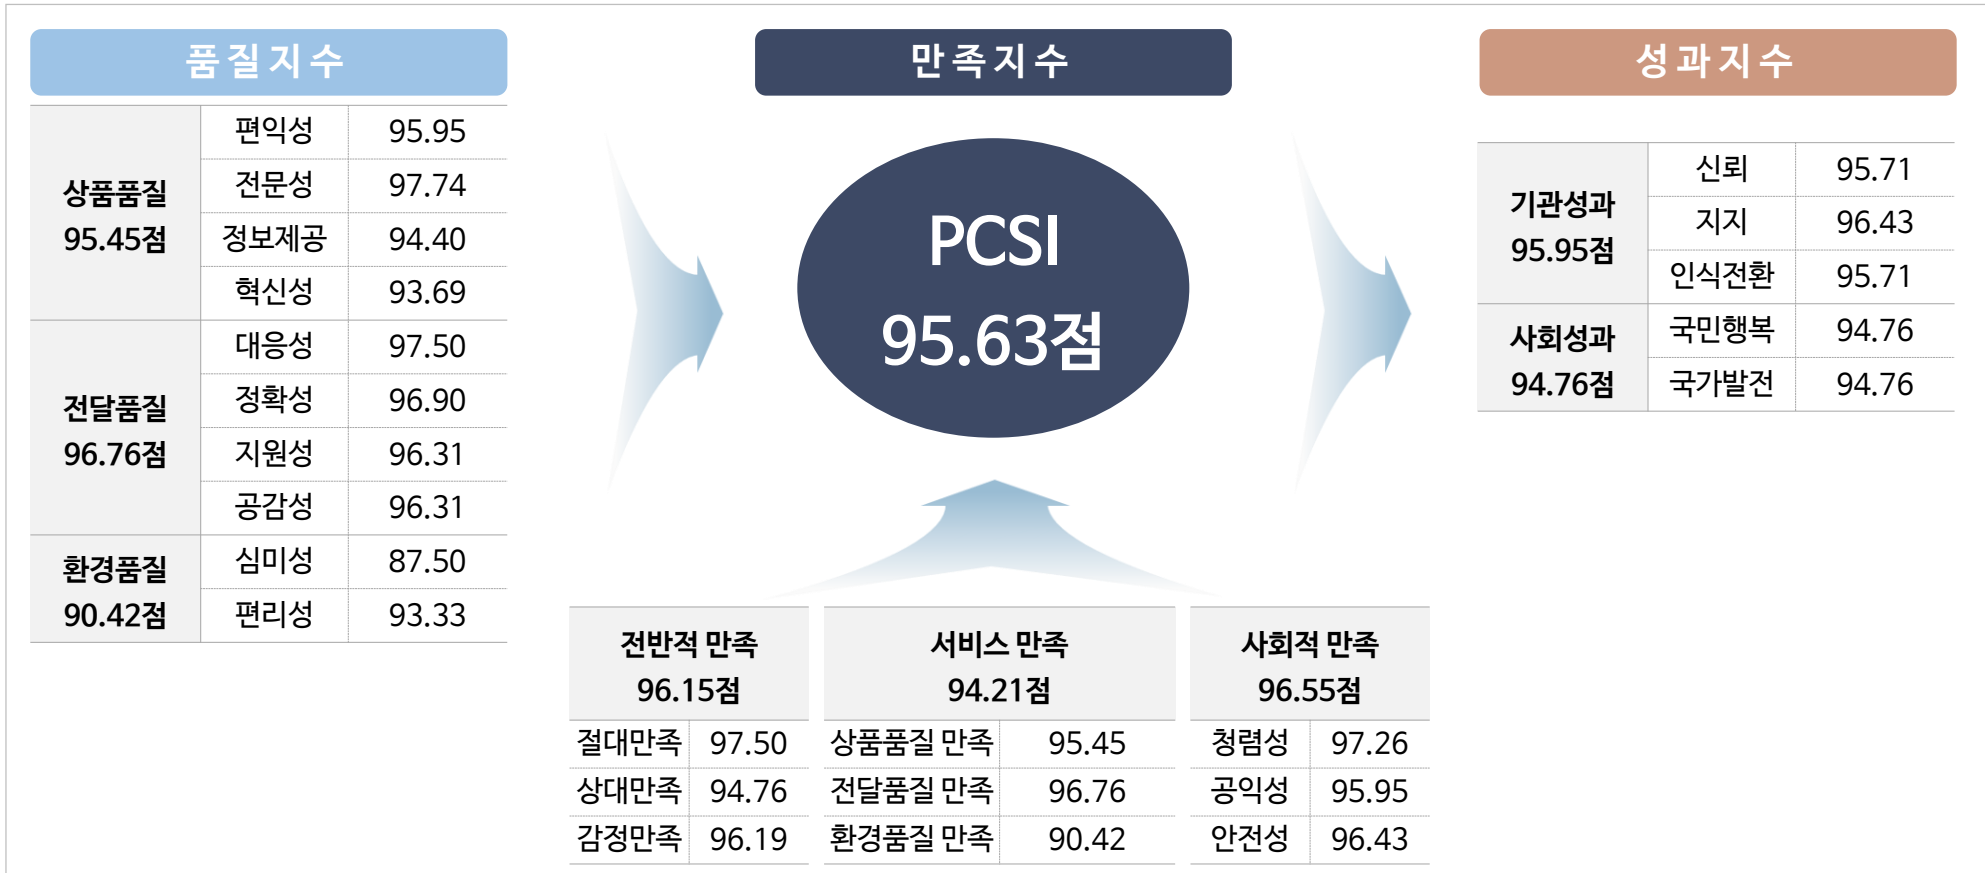 품질지수
상품품질
95.45점
편익성 95.95
전문성 97.74
정보제공 94.40
혁신성 93.69
전달품질
96.76점
대응성 97.50
정확성 96.90
지원성 96.31
공감성 96.31
환경품질
90.42점
심미성 87.50
편리성 93.33
만족지수
PCSI
95.63점
전반적 만족
96.15점
절대만족 97.50
상대만족 94.76
감정만족 96.19
서비스 만족
94.21점
상품품질 만족 95.45
전달품질 만족 96.76
환경품질 만족 90.42
사회적 만족
96.55점
청렴성 97.26
공익성 95.95
안전성 96.43
성과지수
기관성과
95.95점
신뢰 95.71
지지 96.43
인식전환 95.71
사회성과
94.76점
국민행복 94.76
국가발전 94.76